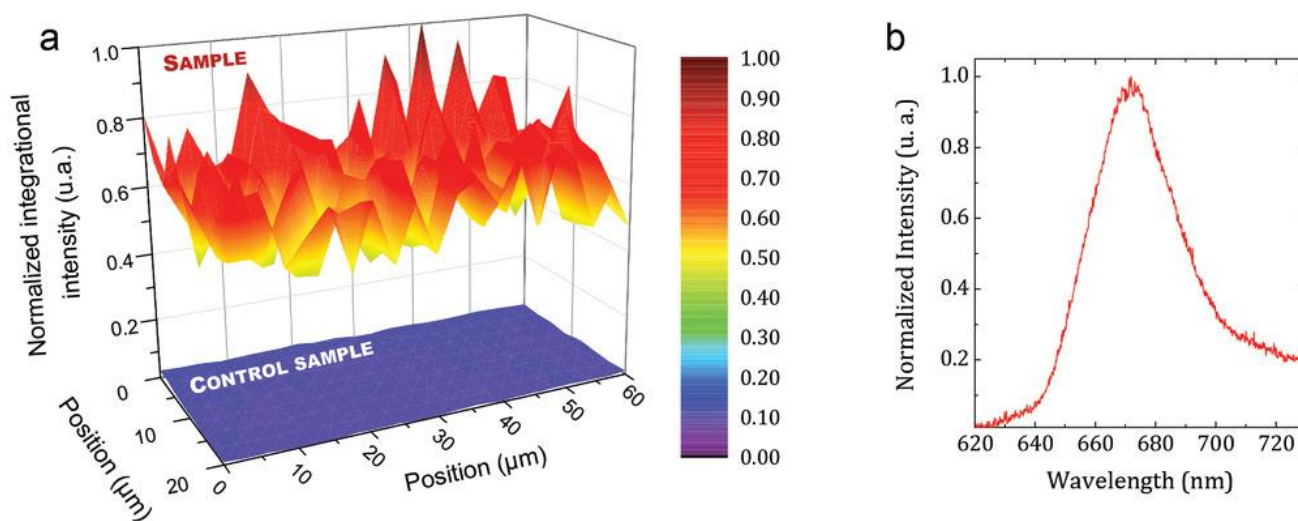 a
SAMPLE
CONTROL SAMPLE
Normalized integrational
intensity (u.a.)
1.0
0.8
0.6
0.4
0.2
0
0
10
20
Position (µm)
0
10
20
30
40
50
60
Position (µm)
1.00
0.90
0.80
0.70
0.60
0.50
0.40
0.30
0.20
0.10
0.00
b
Normalized Intensity (u. a.)
1.0
0.8
0.6
0.4
0.2
620 640 660 680 700 720
Wavelength (nm)